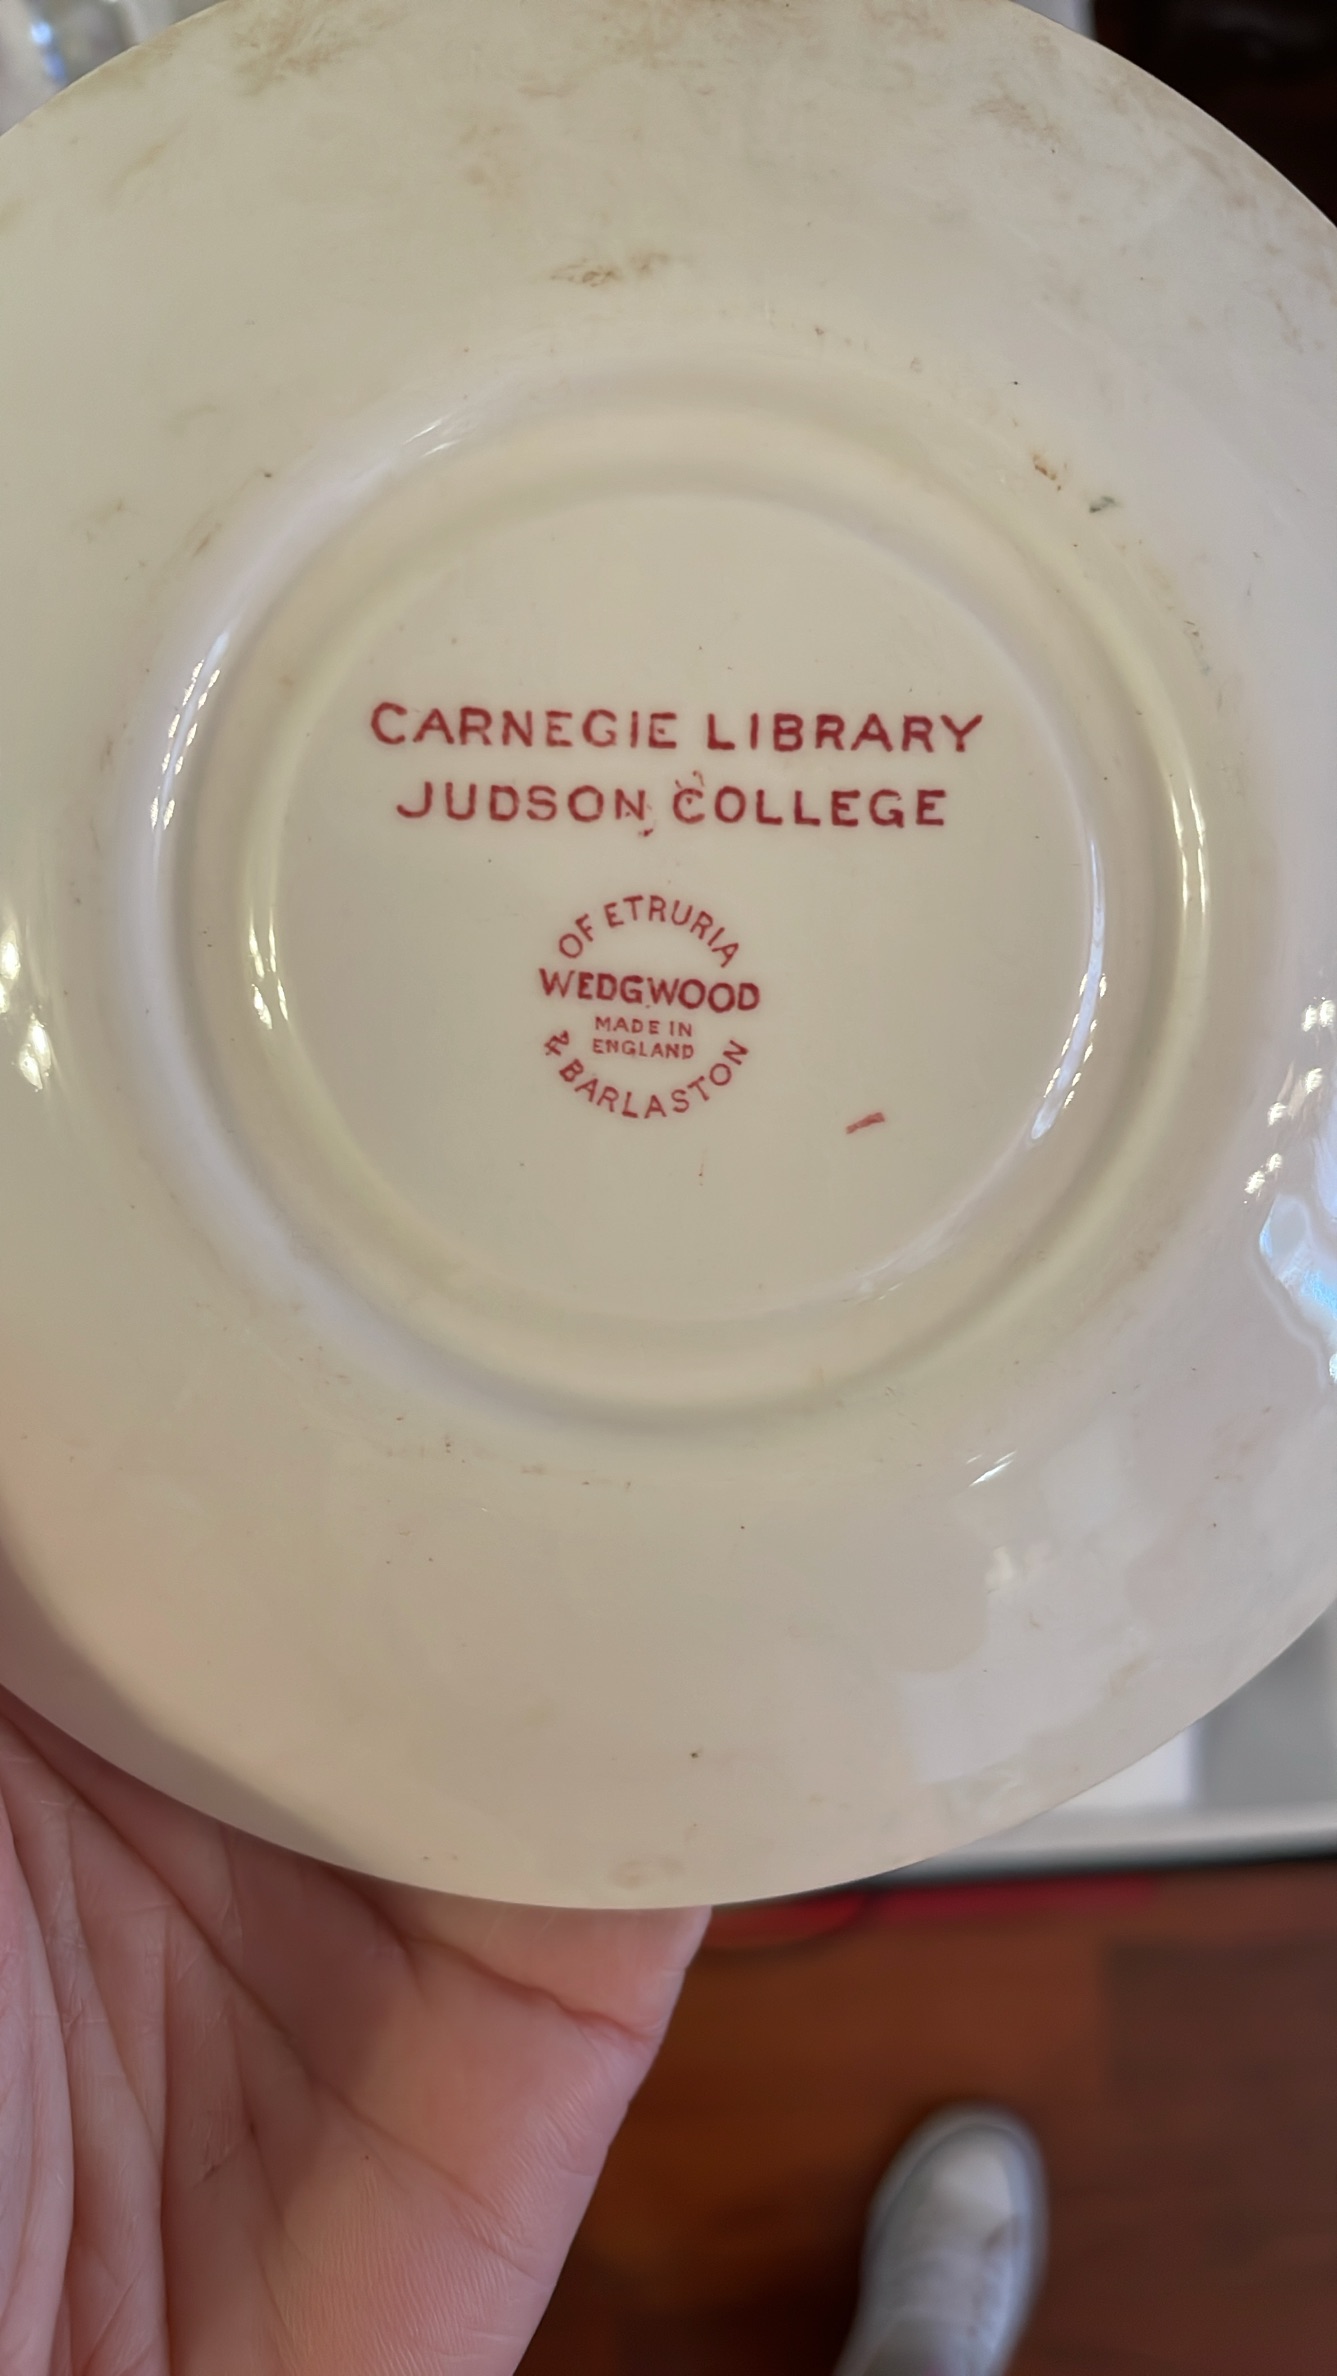 CARNEGIE LIBRARY
JUDSON COLLEGE
OF ETRURIA
WEDGWOOD
MADE IN
ENGLAND
& BARLASTON